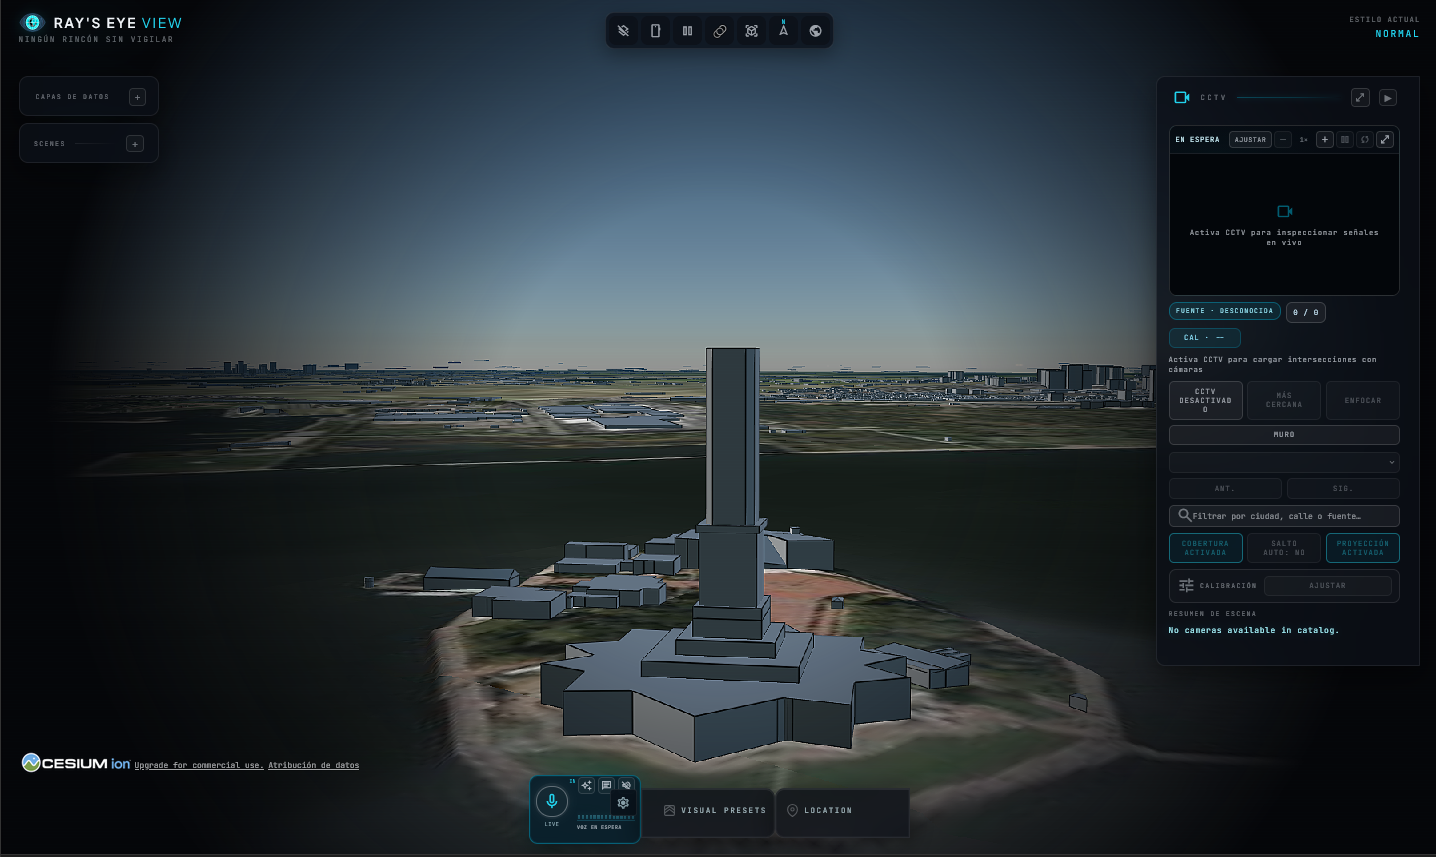 RAY'S EYE VIEW
NINGÚN RINCÓN SIN VIGILAR
N
ESTILO ACTUAL
NORMAL
CAPAS DE DATOS
+
SCENES
+
CCTV
EN ESPERA
AJUSTAR
1×
+
Activa CCTV para inspeccionar señales
en vivo
FUENTE · DESCONOCIDA
0 / 0
CAL · --
Activa CCTV para cargar intersecciones con
cámaras
CCTV
DESACTIVAD
O
MÁS
CERCANA
ENFOCAR
MURO
ANT.
SIG.
Filtrar por ciudad, calle o fuente…
COBERTURA
ACTIVADA
SALTO
AUTO: NO
PROYECCIÓN
ACTIVADA
CALIBRACIÓN
AJUSTAR
RESUMEN DE ESCENA
No cameras available in catalog.
CESIUM ion
Upgrade for commercial use. Atribución de datos
LIVE
VOZ EN ESPERA
VISUAL PRESETS
LOCATION